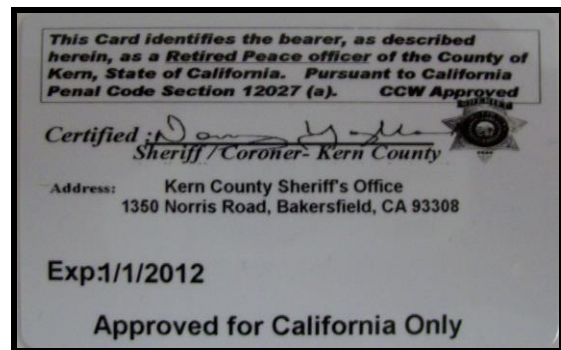 This Card identifies the bearer, as described
herein, as a Retired Peace officer of the County of
Kern, State of California. Pursuant to California
Penal Code Section 12027 (a). CCW Approved
SHERIFF
Certified :
Sheriff / Coroner- Kern County
Address: Kern County Sheriff's Office
1350 Norris Road, Bakersfield, CA 93308
Exp:1/1/2012
Approved for California Only